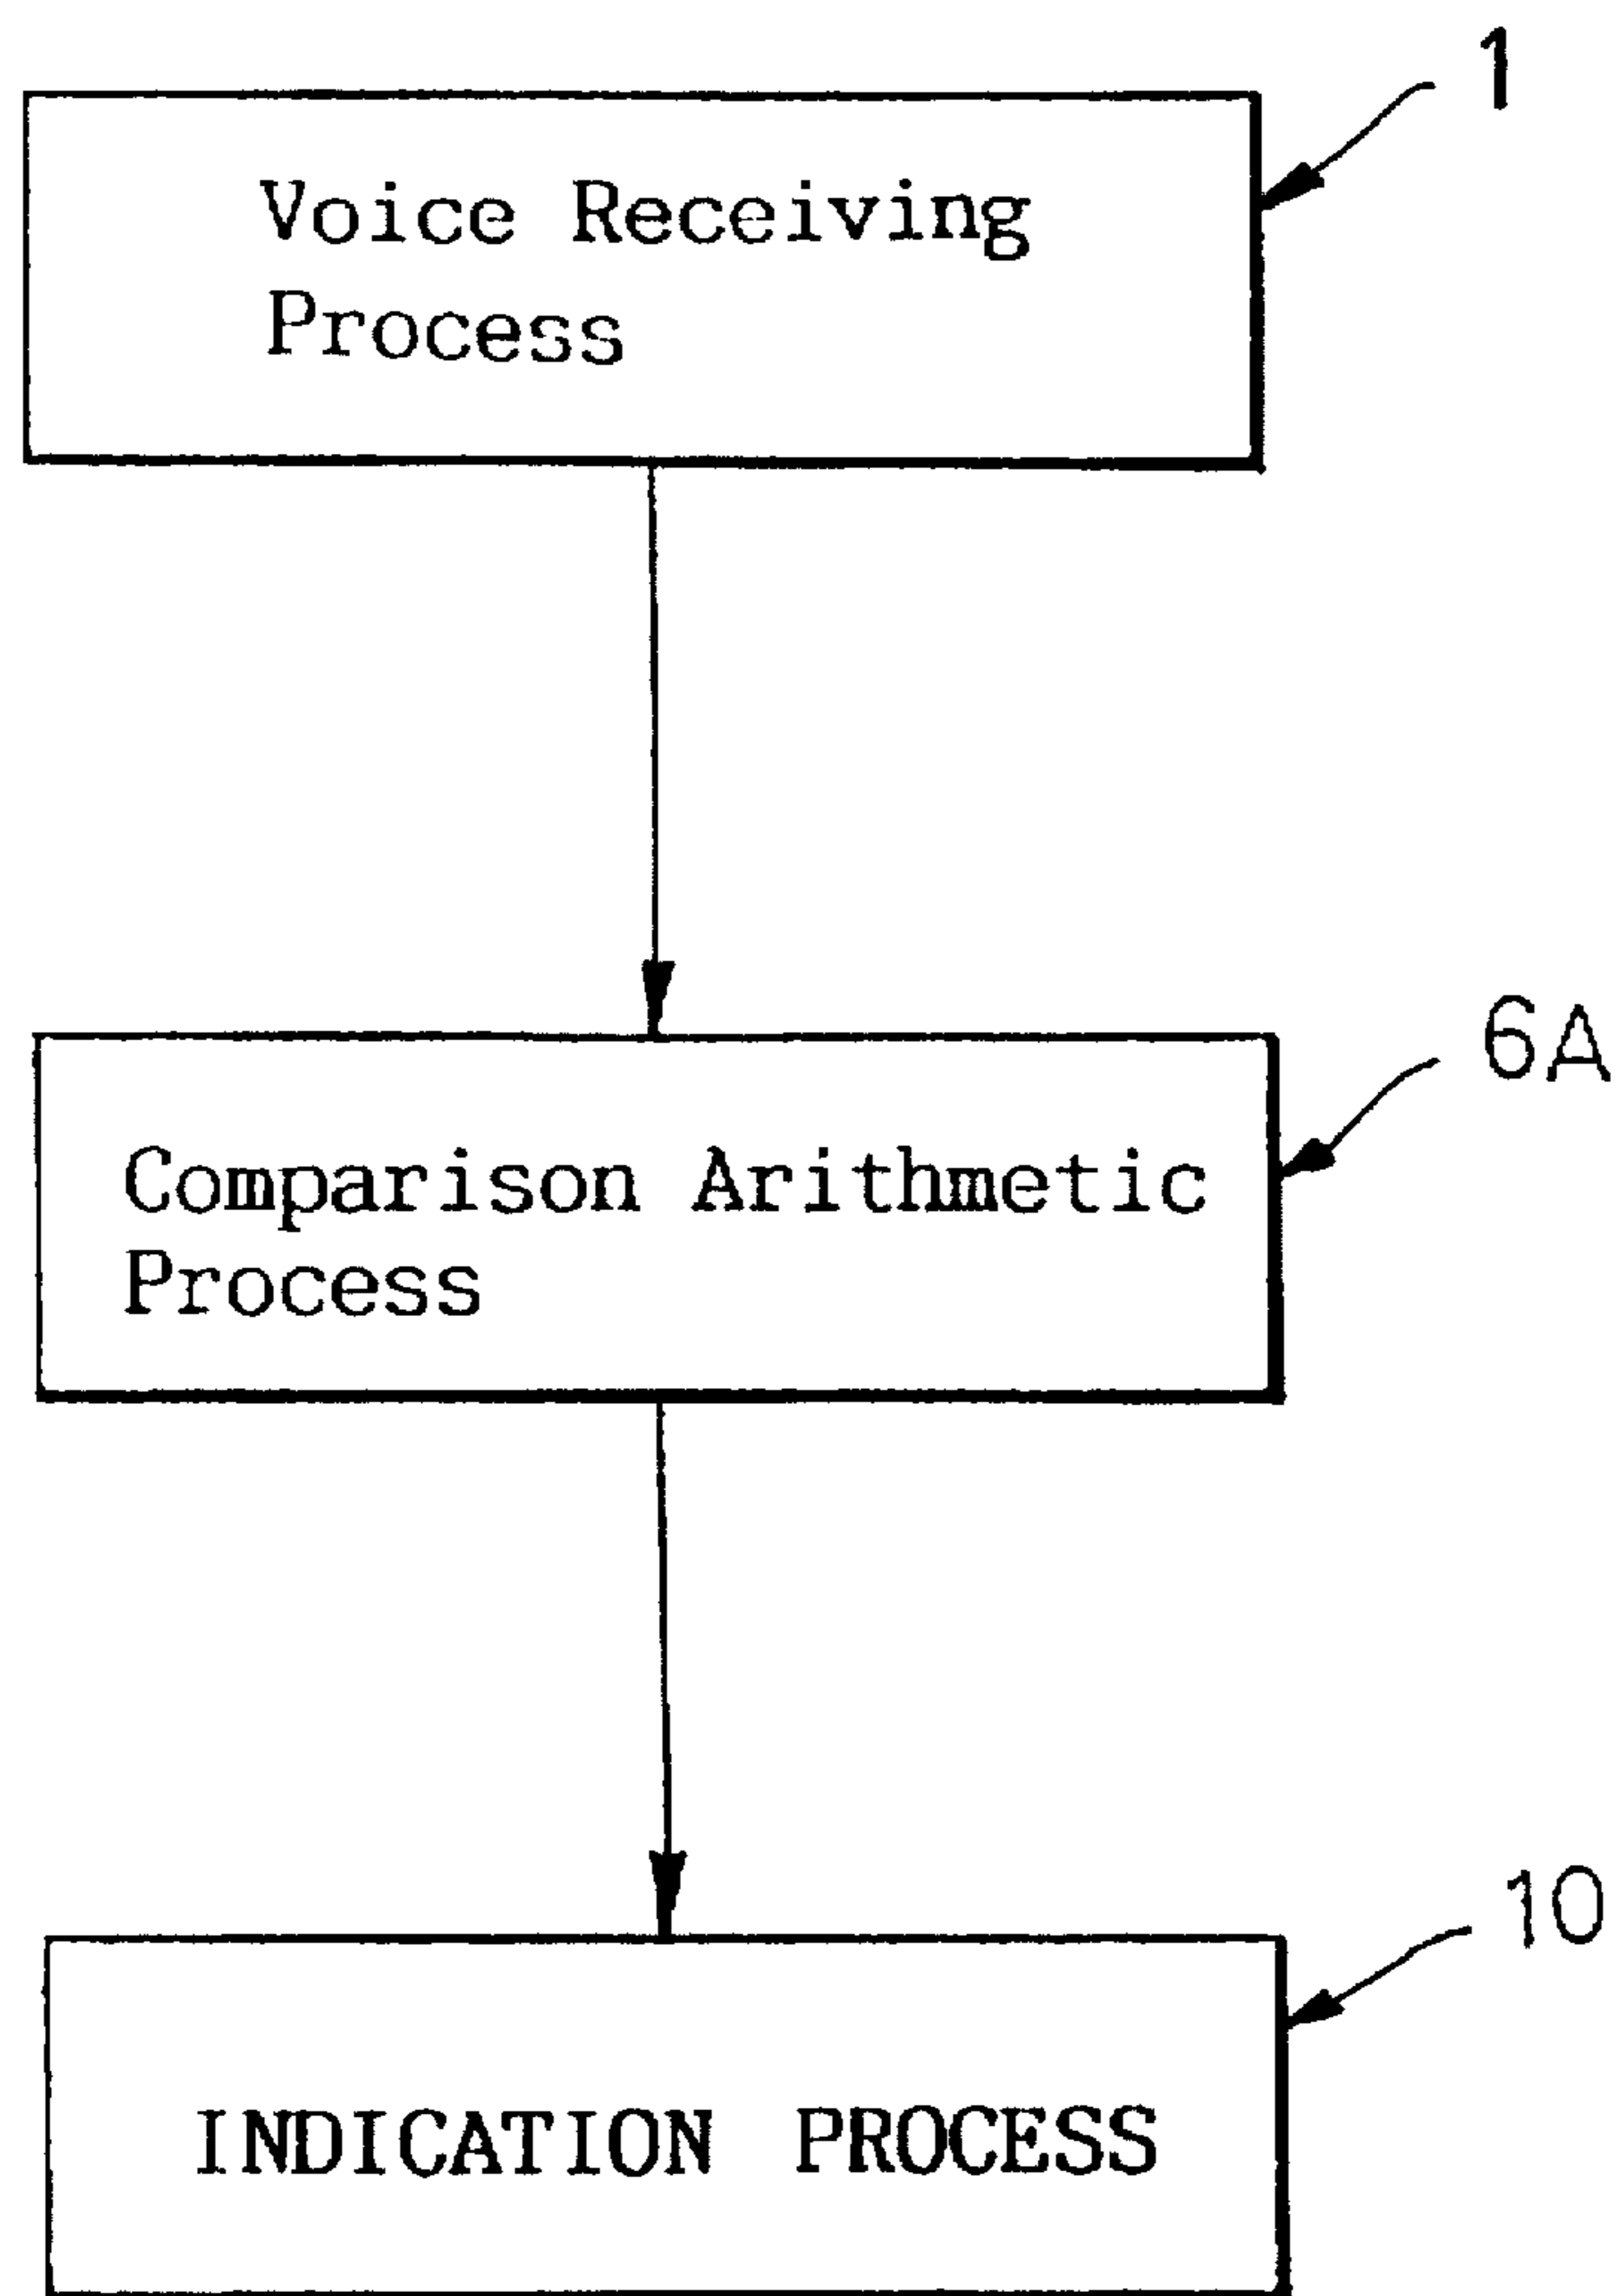 1
Voice Receiving
Process
6A
Comparison Arithmetic
Process
10
INDICATION PROCESS